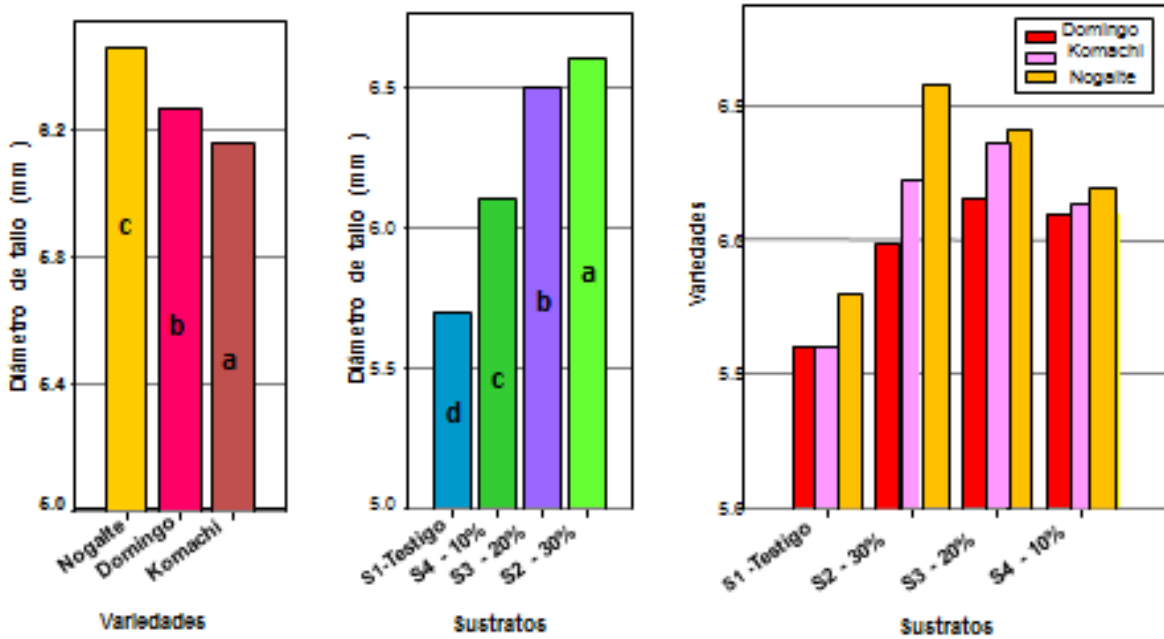 Diámetro de tallo (mm )
6.2
6.8
6.4
6.0
c
b
a
Nogalte
Domingo
Komachi
Variedades
Diámetro de tallo (mm )
6.5
6.0
5.5
5.0
d
c
b
a
S1-Testigo
S4 - 10%
S3 - 20%
S2 - 30%
Sustratos
Domingo
Komachi
Nogalte
Variedades
6.5
6.0
5.5
5.0
S1 -Testigo
S2 - 30%
S3 - 20%
S4 - 10%
Sustratos